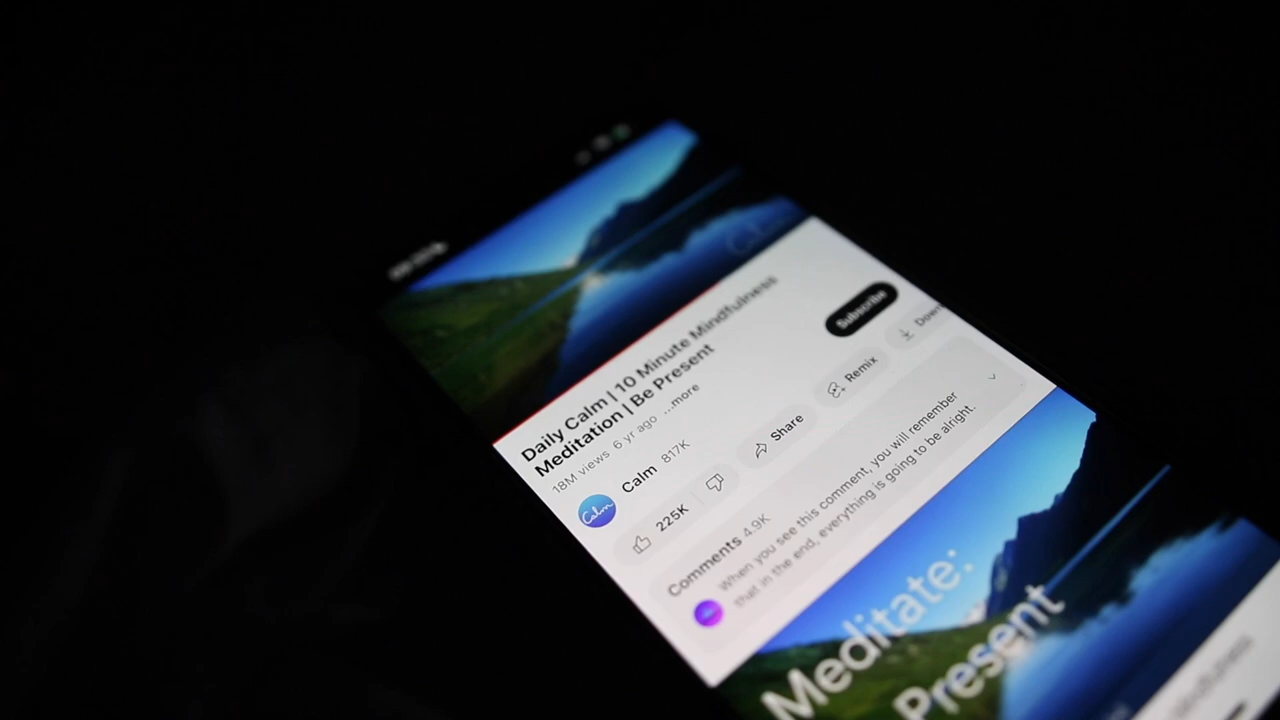 Daily Calm | 10 Minute Mindfulness
Meditation | Be Present
18M views 6 yr ago ...more
Subscribe
Calm
Calm 817K
225K
Share
Remix
Down
Comments 4.9K
When you see this comment, you will remember
that in the end, everything is going to be alright.
Meditate:
Present